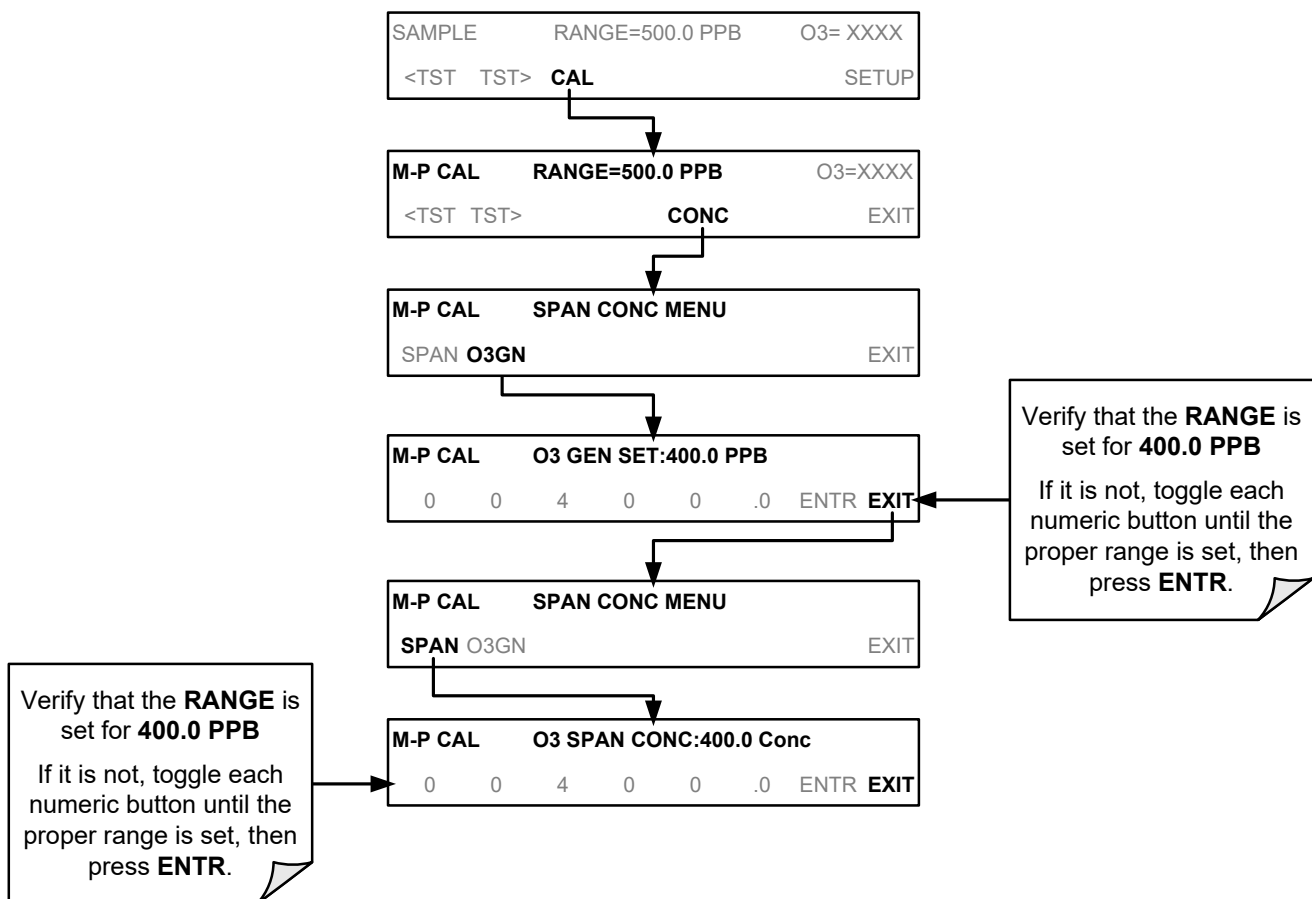 SAMPLE RANGE=500.0 PPB O3= XXXX
<TST TST> CAL SETUP
M-P CAL RANGE=500.0 PPB O3=XXXX
<TST TST> CONC EXIT
M-P CAL SPAN CONC MENU
SPAN O3GN EXIT
M-P CAL O3 GEN SET:400.0 PPB
0 0 4 0 0 .0 ENTR EXIT
Verify that the RANGE is
set for 400.0 PPB
If it is not, toggle each
numeric button until the
proper range is set, then
press ENTR.
M-P CAL SPAN CONC MENU
SPAN O3GN EXIT
M-P CAL O3 SPAN CONC:400.0 Conc
0 0 4 0 0 .0 ENTR EXIT
Verify that the RANGE is
set for 400.0 PPB
If it is not, toggle each
numeric button until the
proper range is set, then
press ENTR.